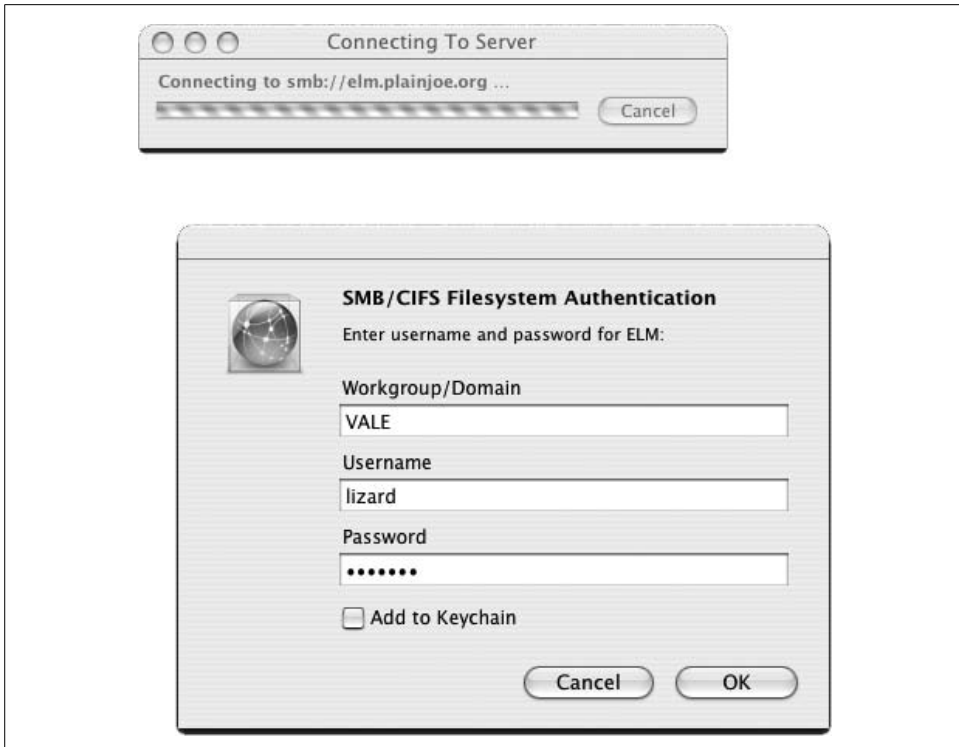 Connecting To Server
Connecting to smb://elm.plainjoe.org ...
Cancel
SMB/CIFS Filesystem Authentication
Enter username and password for ELM:
Workgroup/Domain
VALE
Username
lizard
Password
•••••••
Add to Keychain
Cancel
OK